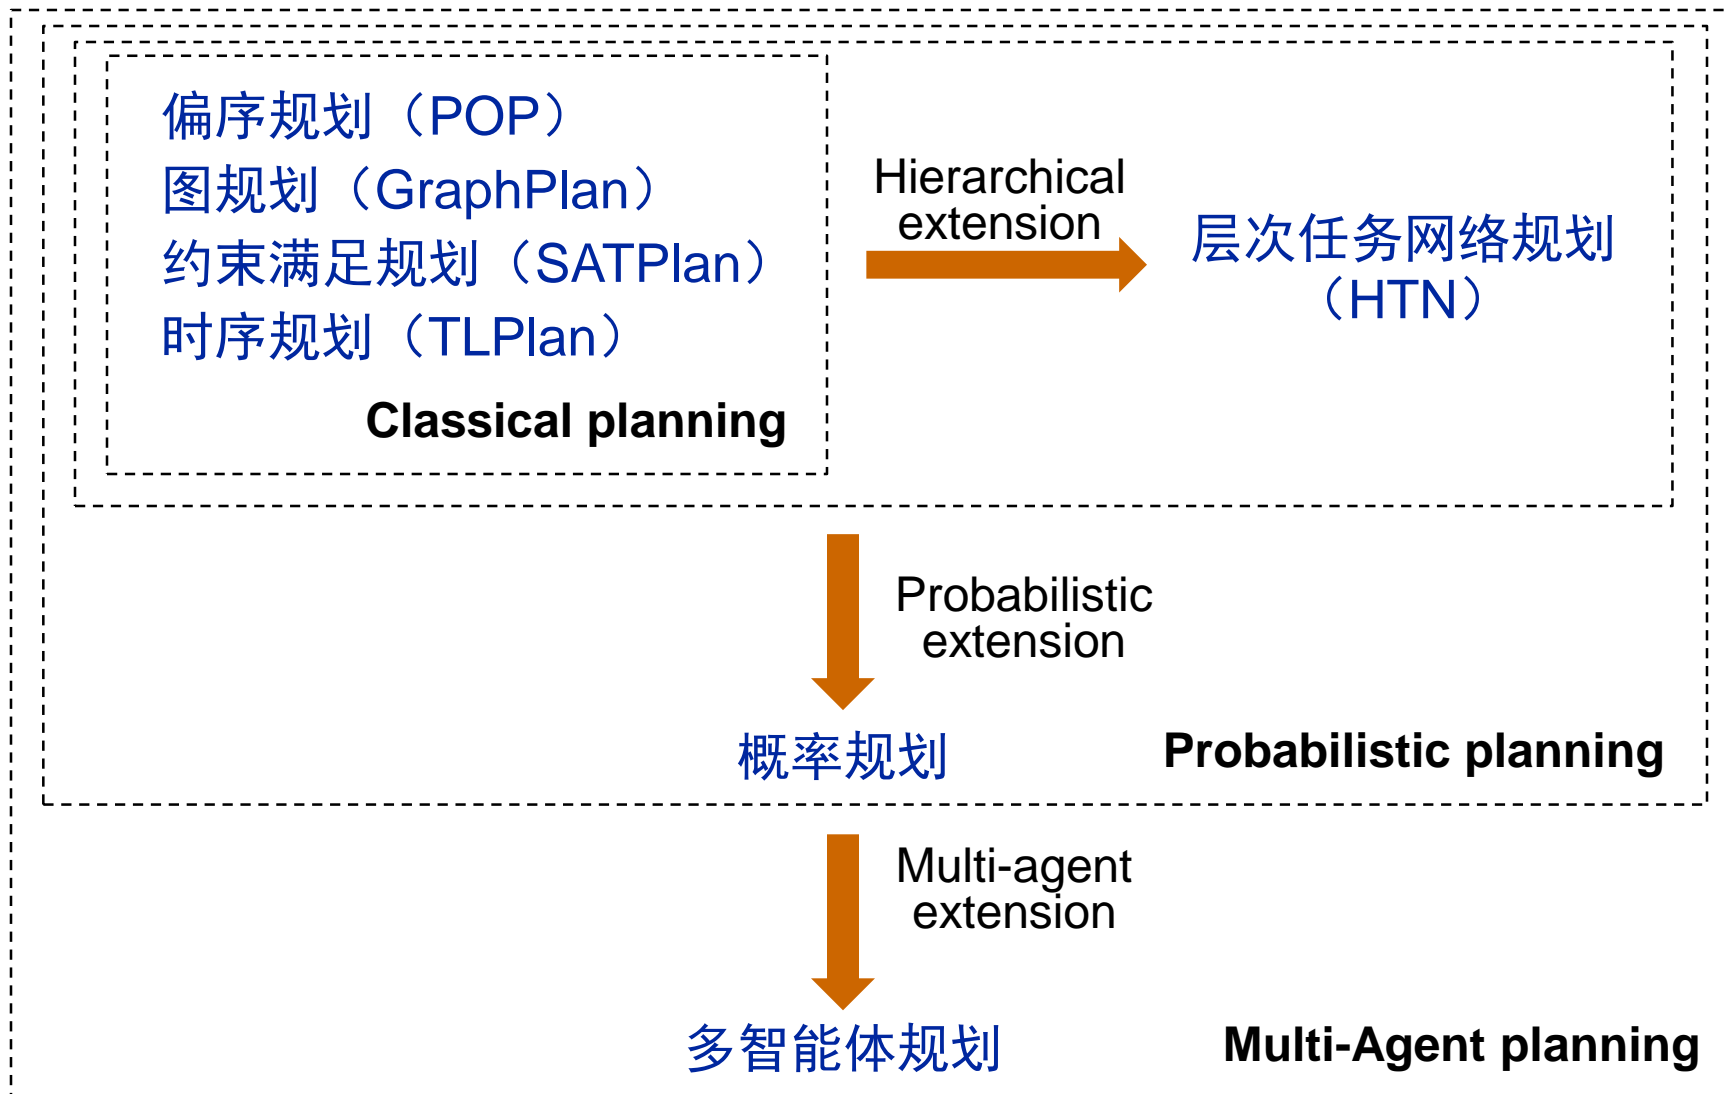 偏序规划（POP）
图规划（GraphPlan）
约束满足规划（SATPlan）
时序规划（TLPlan）
Classical planning
Hierarchical
extension
层次任务网络规划
（HTN）
Probabilistic
extension
概率规划
Probabilistic planning
Multi-agent
extension
多智能体规划
Multi-Agent planning